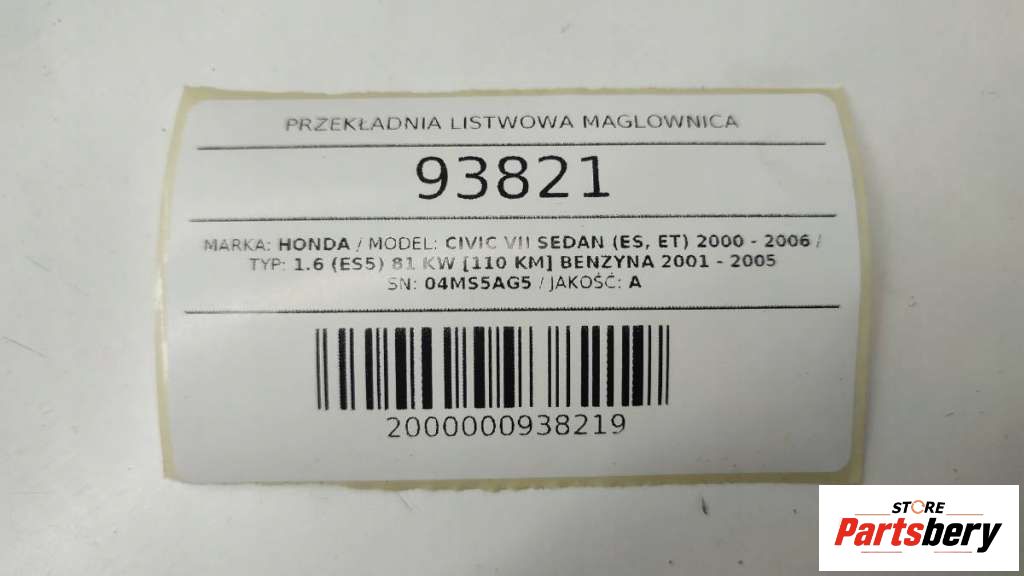 PRZEKŁADNIA LISTWOWA MAGLOWNICA
93821
MARKA: HONDA / MODEL: CIVIC VII SEDAN (ES, ET) 2000 - 2006 /
TYP: 1.6 (ES5) 81 KW [110 KM] BENZYNA 2001 - 2005
SN: 04MS5AG5 / JAKOŚĆ: A
2000000938219
STORE
Partsbery